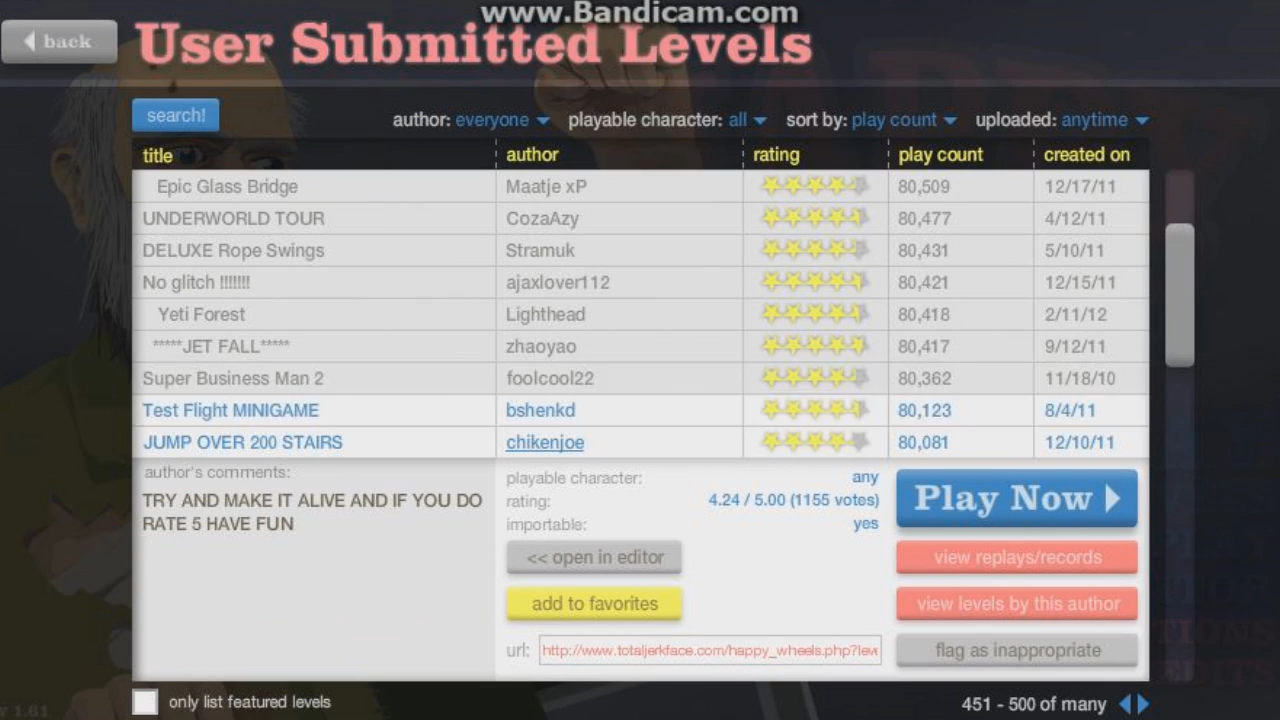 www.Bandicam.com
back
User Submitted Levels
search!
author: everyone playable character: all sort by: play count uploaded: anytime
title author rating play count created on
Epic Glass Bridge Maatje xP 80,509 12/17/11
UNDERWORLD TOUR CozaAzy 80,477 4/12/11
DELUXE Rope Swings Stramuk 80,431 5/10/11
No glitch !!!!!!! ajaxlover112 80,421 12/15/11
Yeti Forest Lighthead 80,418 2/11/12
*****JET FALL***** zhaoyao 80,417 9/12/11
Super Business Man 2 foolcool22 80,362 11/18/10
Test Flight MINIGAME bshenkd 80,123 8/4/11
JUMP OVER 200 STAIRS chikenjoe 80,081 12/10/11
author's comments:
TRY AND MAKE IT ALIVE AND IF YOU DO
RATE 5 HAVE FUN
playable character: any
rating: 4.24 / 5.00 (1155 votes)
importable: yes
<< open in editor
add to favorites
url: http://www.totaljerkface.com/happy_wheels.php?leve
Play Now
view replays/records
view levels by this author
flag as inappropriate
only list featured levels
451 - 500 of many
v 1.61